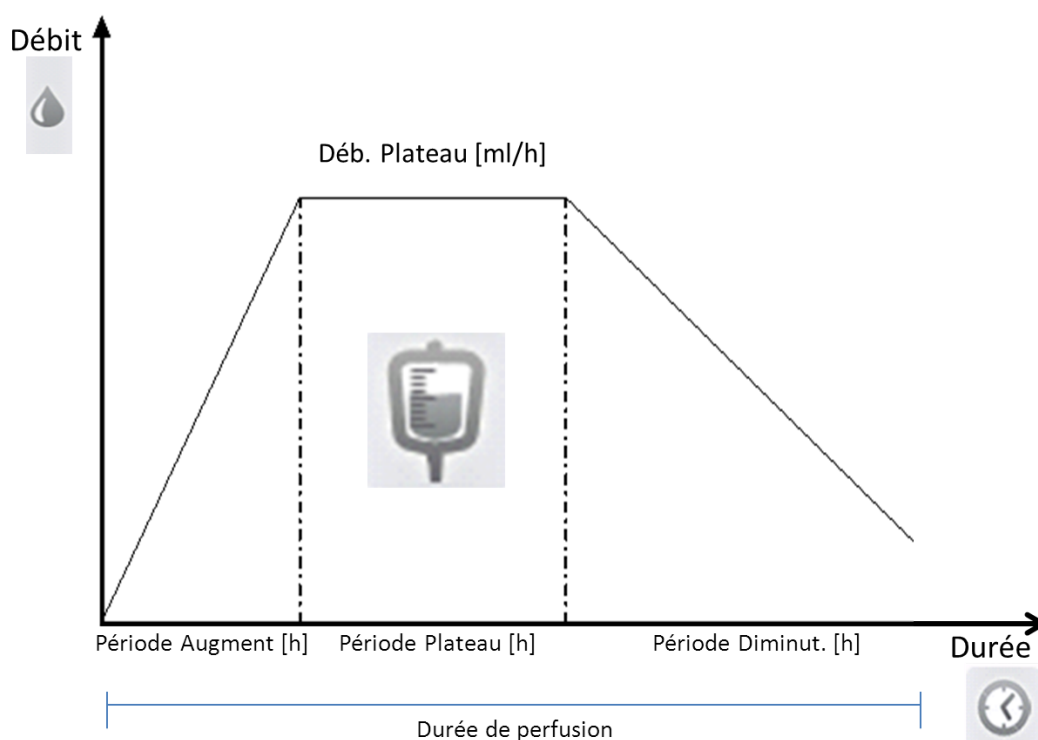 Débit
Déb. Plateau [ml/h]
Période Augment [h]
Période Plateau [h]
Période Diminut. [h]
Durée
Durée de perfusion